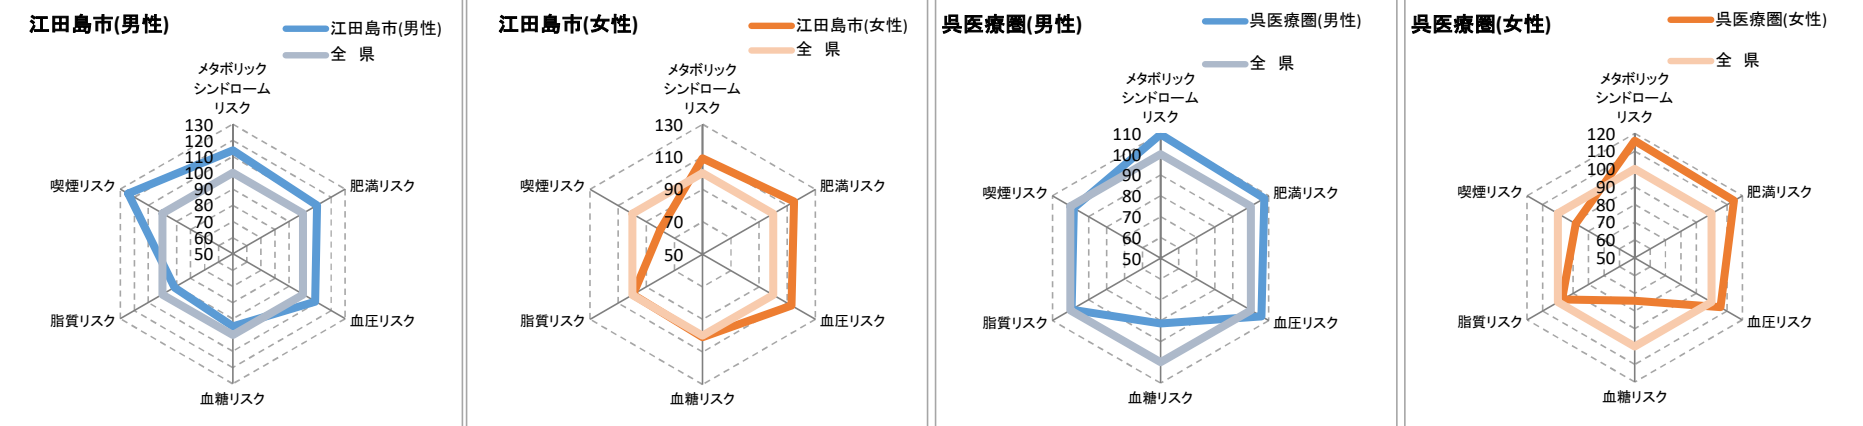 江田島市(男性)
江田島市(男性)
全 県
メタボリック
シンドローム
リスク
130
120
110
100
90
80
70
60
50
喫煙リスク
肥満リスク
脂質リスク
血圧リスク
血糖リスク
江田島市(女性)
江田島市(女性)
全 県
メタボリック
シンドローム
リスク
130
110
90
70
50
喫煙リスク
肥満リスク
脂質リスク
血圧リスク
血糖リスク
呉医療圏(男性)
呉医療圏(男性)
全 県
メタボリック
シンドローム
リスク
110
100
90
80
70
60
50
喫煙リスク
肥満リスク
脂質リスク
血圧リスク
血糖リスク
呉医療圏(女性)
呉医療圏(女性)
全 県
メタボリック
シンドローム
リスク
120
110
100
90
80
70
60
50
喫煙リスク
肥満リスク
脂質リスク
血圧リスク
血糖リスク